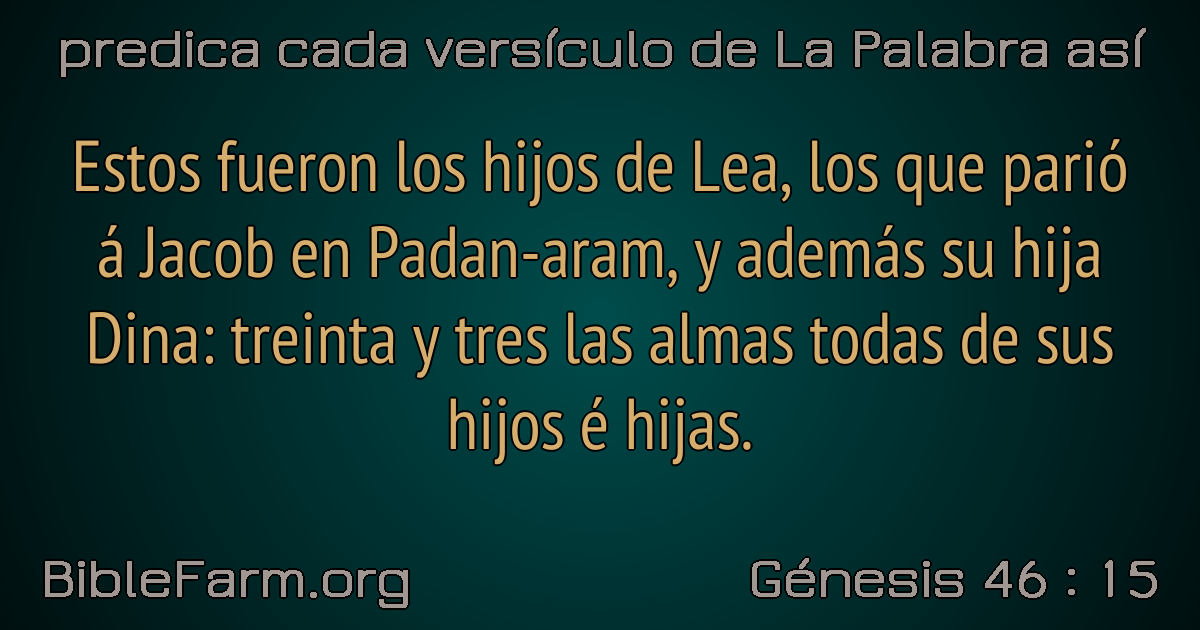 predica cada versículo de La Palabra así
Estos fueron los hijos de Lea, los que parió
á Jacob en Padan-aram, y además su hija
Dina: treinta y tres las almas todas de sus
hijos é hijas.
BibleFarm.org
Génesis 46 : 15